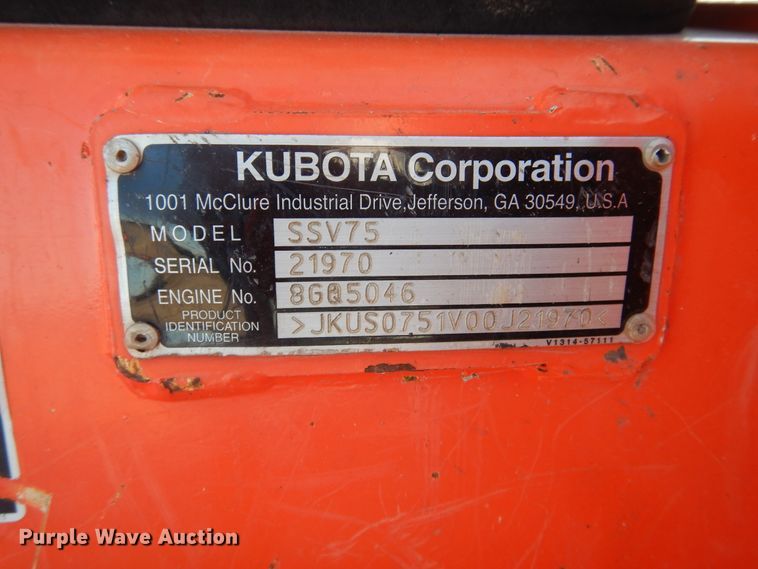 KUBOTA Corporation
1001 McClure Industrial Drive,Jefferson, GA 30549, U.S.A
MODEL SSV75
SERIAL No. 21970
ENGINE No. 8GQ5046
PRODUCT IDENTIFICATION NUMBER >JKUS0751V00J21970<
V1314-57111
Purple Wave Auction